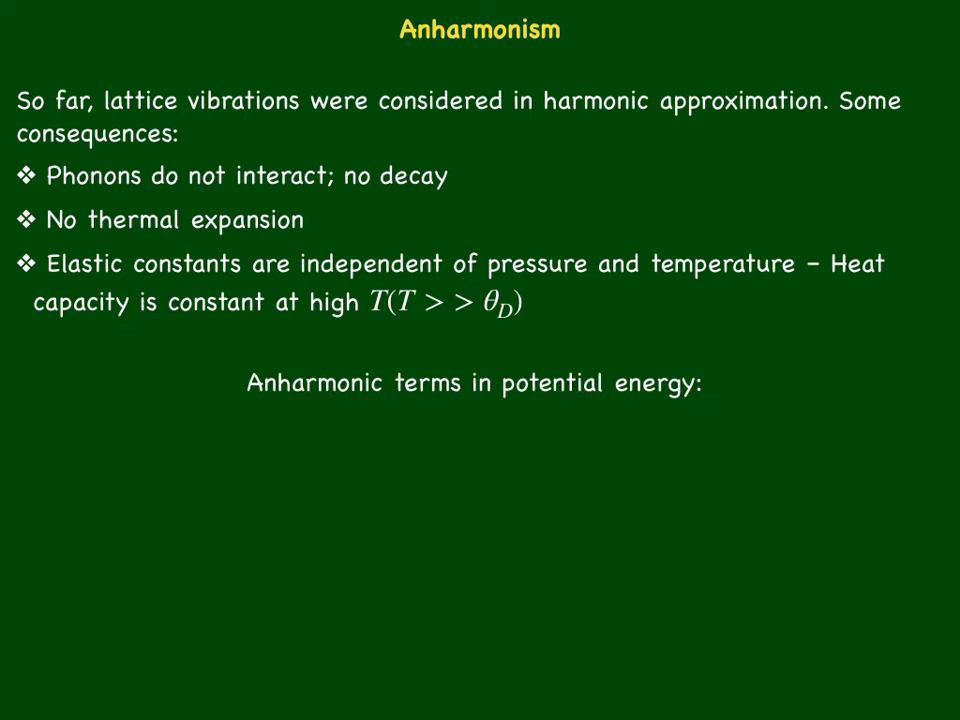 Anharmonism
So far, lattice vibrations were considered in harmonic approximation. Some
consequences:
❖ Phonons do not interact; no decay
❖ No thermal expansion
❖ Elastic constants are independent of pressure and temperature – Heat
capacity is constant at high T(T > > θ_D)
Anharmonic terms in potential energy: